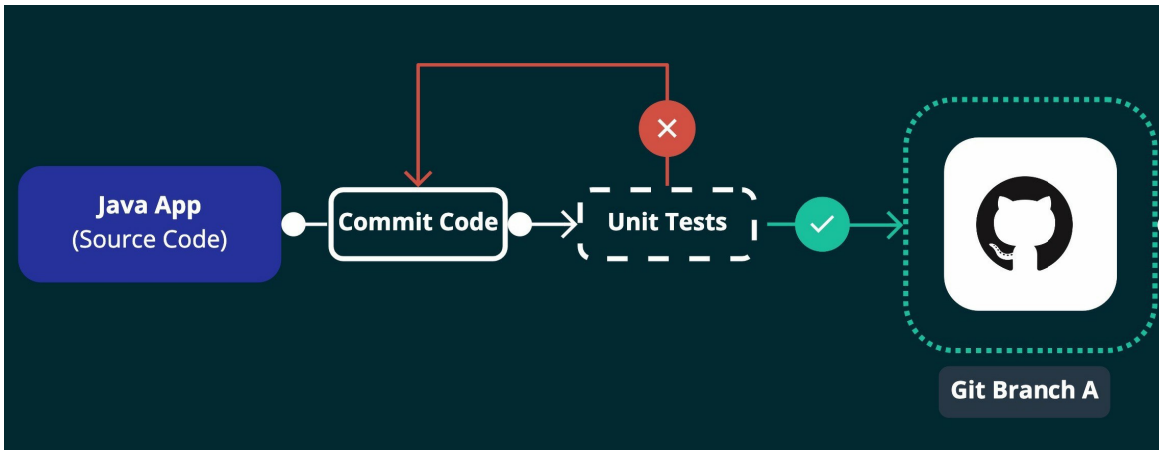 Java App
(Source Code)
Commit Code
Unit Tests
Git Branch A